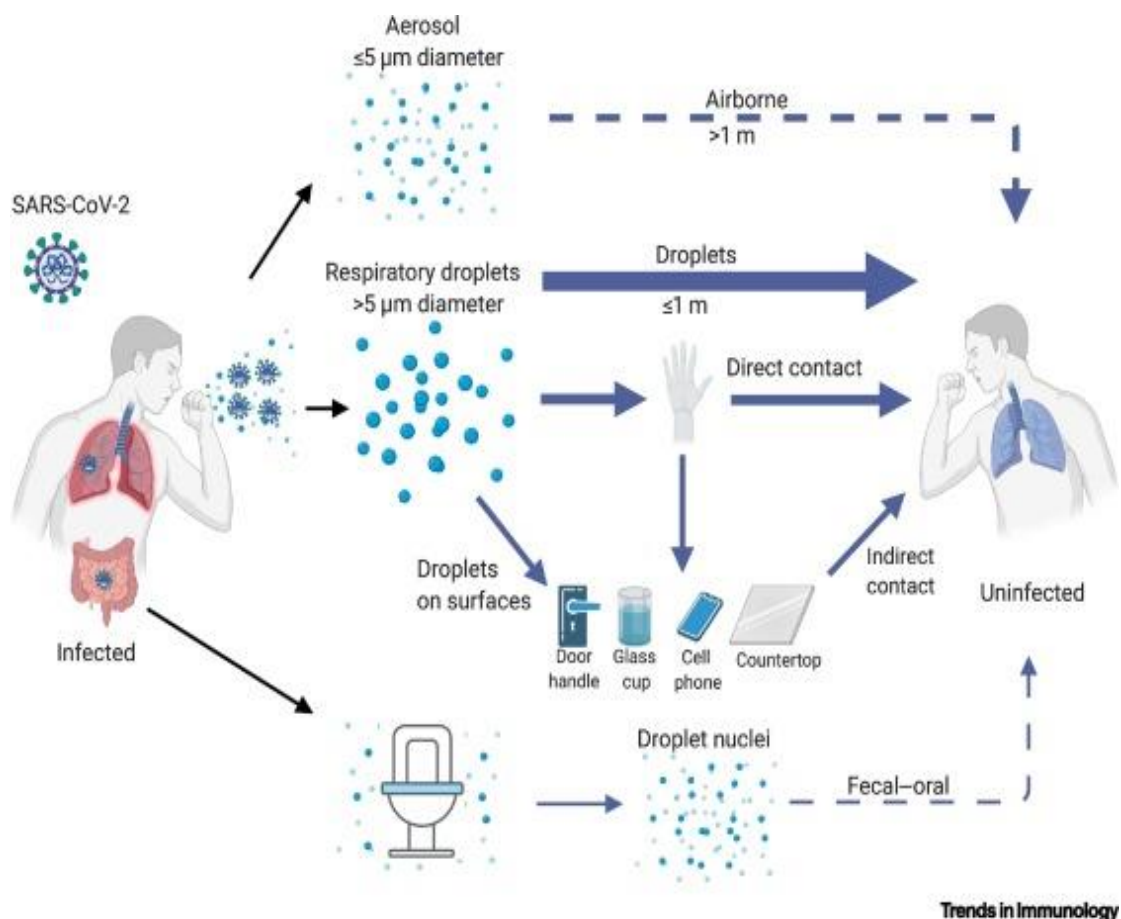 Aerosol
≤5 µm diameter
Airborne
>1 m
SARS-CoV-2
Respiratory droplets
>5 µm diameter
Droplets
≤1 m
Direct contact
Droplets
on surfaces
Indirect
contact
Infected
Uninfected
Door
handle
Glass
cup
Cell
phone
Countertop
Droplet nuclei
Fecal–oral
Trends in Immunology